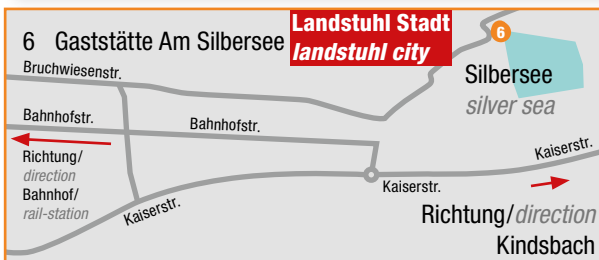 6 Gaststätte Am Silbersee
Landstuhl Stadt
landstuhl city
6
Bruchwiesenstr.
Silbersee
silver sea
Bahnhofstr.
Bahnhofstr.
Richtung/
direction
Bahnhof/
rail-station
Kaiserstr.
Kaiserstr.
Kaiserstr.
Richtung/direction
Kindsbach